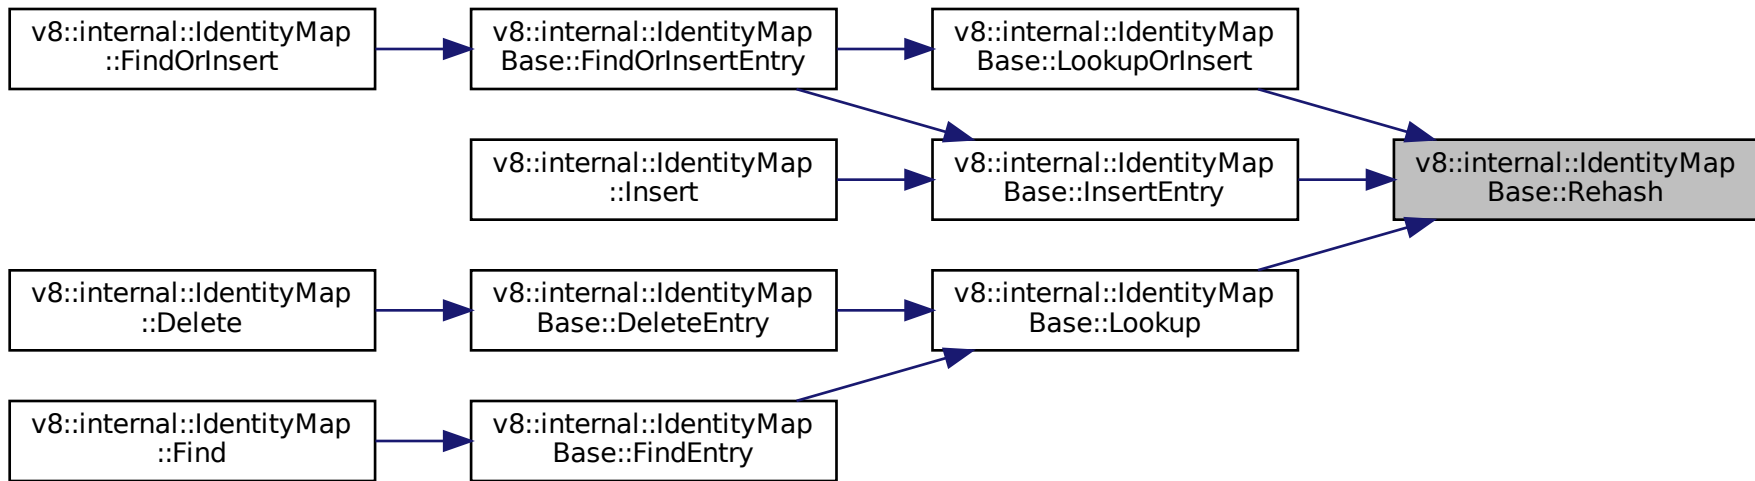 v8::internal::IdentityMap
::FindOrInsert
v8::internal::IdentityMap
Base::FindOrInsertEntry
v8::internal::IdentityMap
Base::LookupOrInsert
v8::internal::IdentityMap
::Insert
v8::internal::IdentityMap
Base::InsertEntry
v8::internal::IdentityMap
Base::Rehash
v8::internal::IdentityMap
::Delete
v8::internal::IdentityMap
Base::DeleteEntry
v8::internal::IdentityMap
Base::Lookup
v8::internal::IdentityMap
::Find
v8::internal::IdentityMap
Base::FindEntry